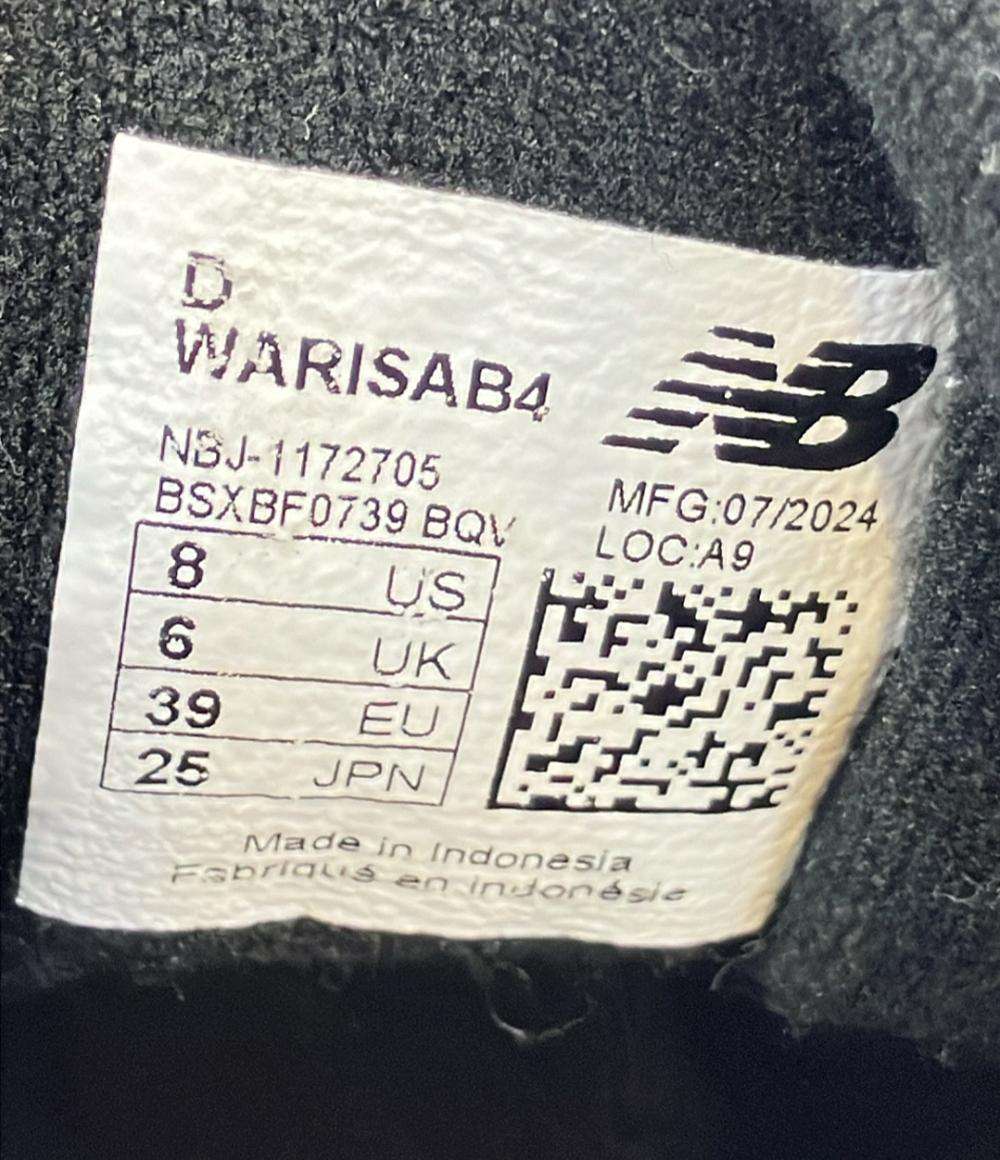 D
WARISAB4
NB
NBJ-1172705
BSXBF0739 BQV
MFG:07/2024
LOC:A9
8 US
6 UK
39 EU
25 JPN
Made in Indonesia
Fabriqué en Indonésie